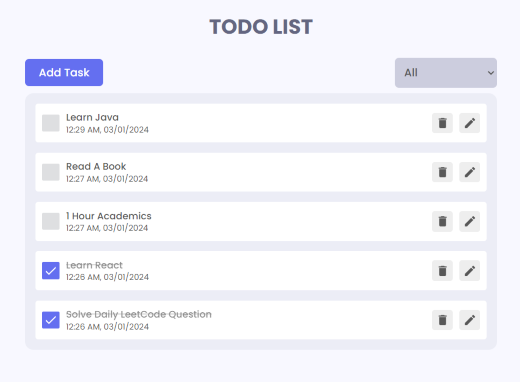 TODO LIST
Add Task
All
Learn Java
12:29 AM, 03/01/2024
Read A Book
12:27 AM, 03/01/2024
1 Hour Academics
12:27 AM, 03/01/2024
Learn React
12:26 AM, 03/01/2024
Solve Daily LeetCode Question
12:26 AM, 03/01/2024